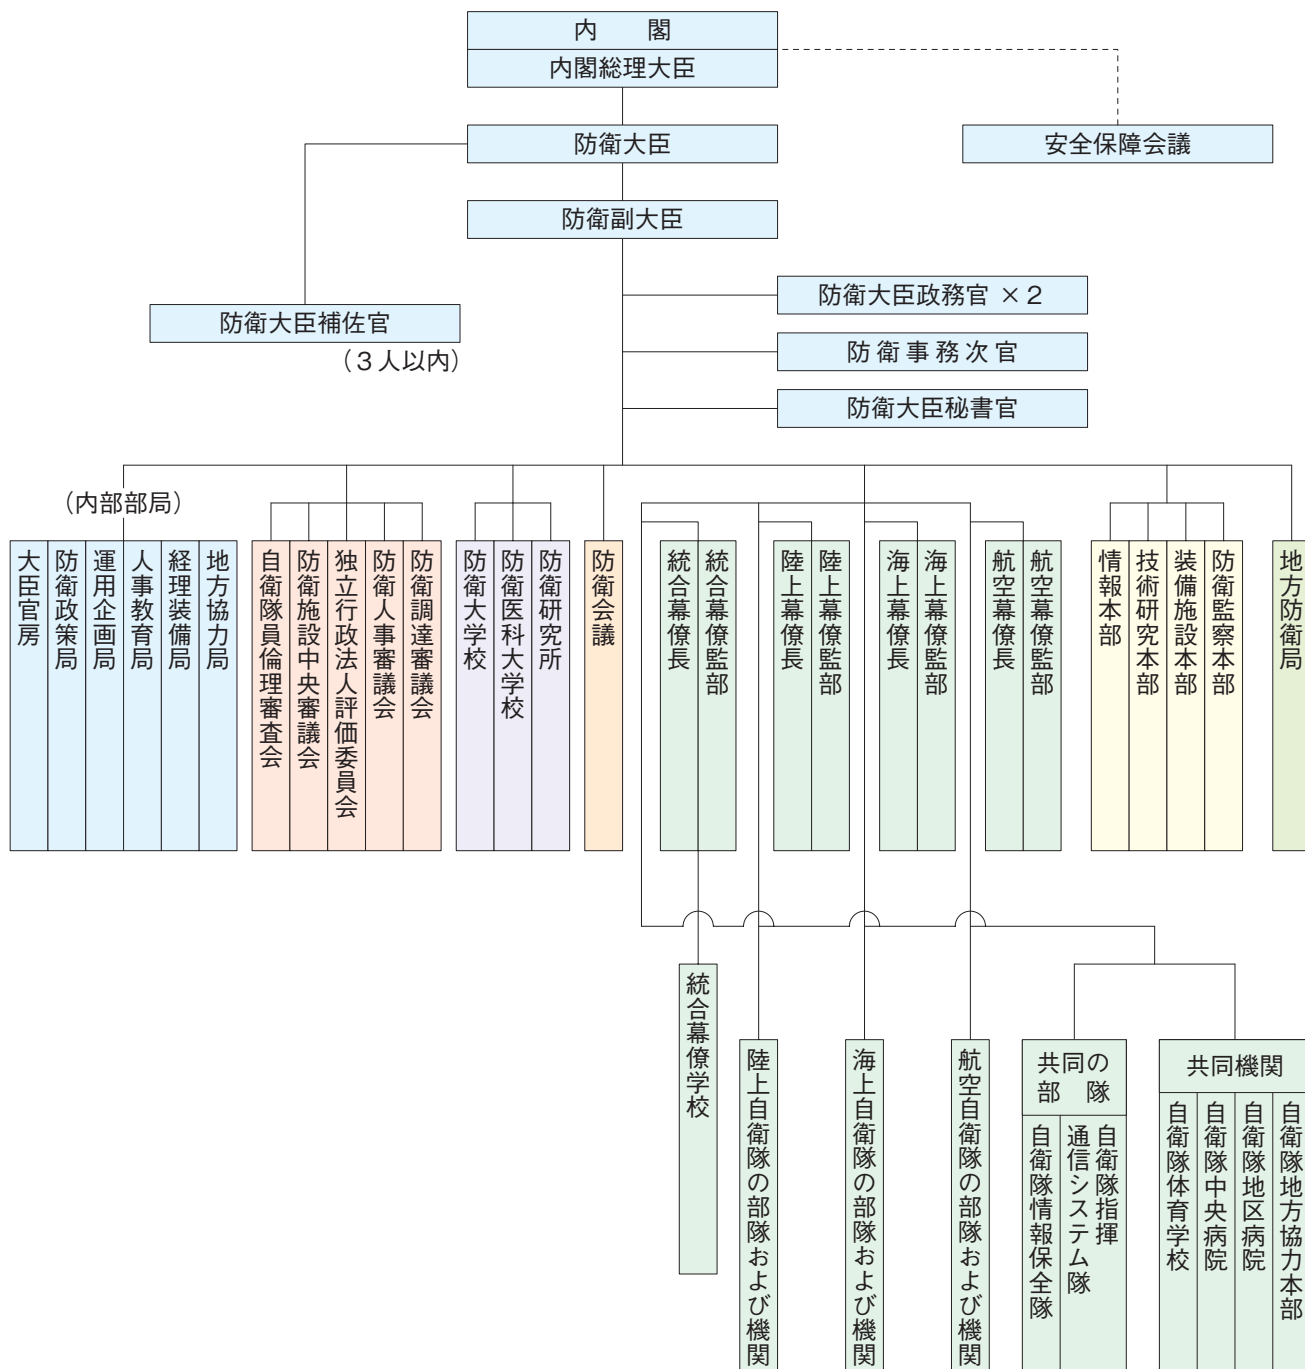 内　閣
内閣総理大臣
防衛大臣
安全保障会議
防衛副大臣
防衛大臣政務官 ×２
防衛大臣補佐官
（３人以内）
防衛事務次官
防衛大臣秘書官
（内部部局）
大臣官房
防衛政策局
運用企画局
人事教育局
経理装備局
地方協力局
自衛隊員倫理審査会
防衛施設中央審議会
独立行政法人評価委員会
防衛人事審議会
防衛調達審議会
防衛大学校
防衛医科大学校
防衛研究所
防衛会議
統合幕僚長
統合幕僚監部
陸上幕僚長
陸上幕僚監部
海上幕僚長
海上幕僚監部
航空幕僚長
航空幕僚監部
情報本部
技術研究本部
装備施設本部
防衛監察本部
地方防衛局
統合幕僚学校
陸上自衛隊の部隊および機関
海上自衛隊の部隊および機関
航空自衛隊の部隊および機関
共同の
部　隊
自衛隊情報保全隊
自衛隊指揮
通信システム隊
共同機関
自衛隊体育学校
自衛隊中央病院
自衛隊地区病院
自衛隊地方協力本部